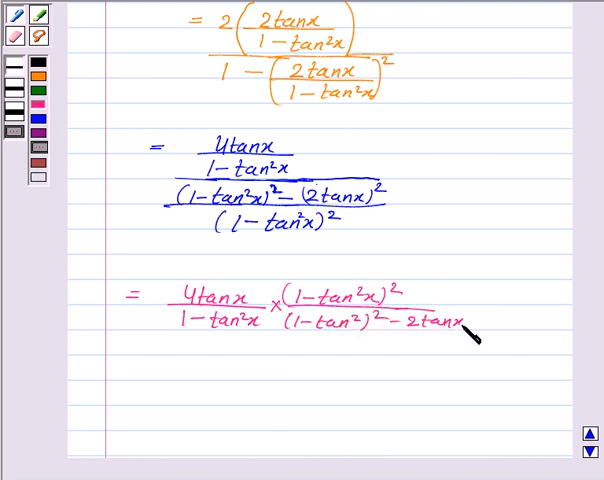 = 2(2tanx / 1 - tan²x) / 1 - (2tanx / 1 - tan²x)²
= 4tanx / 1 - tan²x / (1 - tan²x)² - (2tanx)² / (1 - tan²x)²
= 4tanx / 1 - tan²x × (1 - tan²x)² / (1 - tan²)² - 2tanx